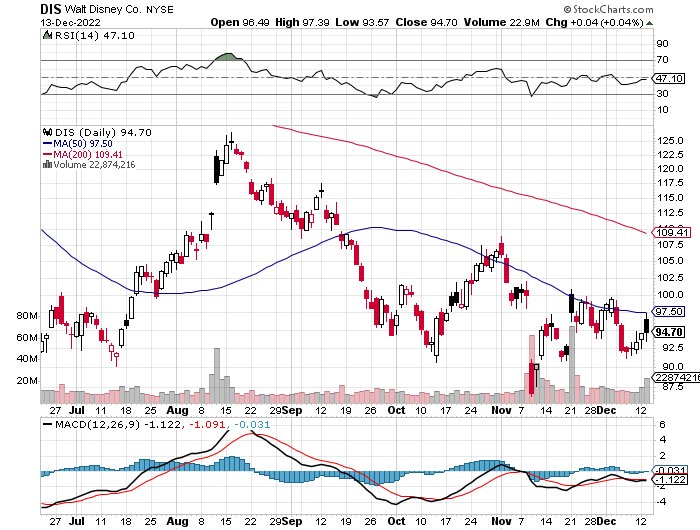 DIS Walt Disney Co. NYSE © StockCharts.com
13-Dec-2022 Open 96.49 High 97.39 Low 93.57 Close 94.70 Volume 22.9M Chg +0.04 (+0.04%)
RSI(14) 47.10
90
70
50
47.10
30
10
DIS (Daily) 94.70
MA(50) 97.50
MA(200) 109.41
Volume 22,874,216
125.0
122.5
120.0
117.5
115.0
112.5
110.0
109.41
107.5
105.0
102.5
100.0
97.50
94.70
92.5
90.0
22874216
87.5
80M
60M
40M
20M
27 Jul 11 18 25 Aug 8 15 22 Sep 12 19 26 Oct 10 17 24 Nov 7 14 21 28 Dec 12
MACD(12,26,9) -1.122, -1.091, -0.031
6
4
2
-0.031
-1.122
-2
-4
27 Jul 11 18 25 Aug 8 15 22 Sep 12 19 26 Oct 10 17 24 Nov 7 14 21 28 Dec 12